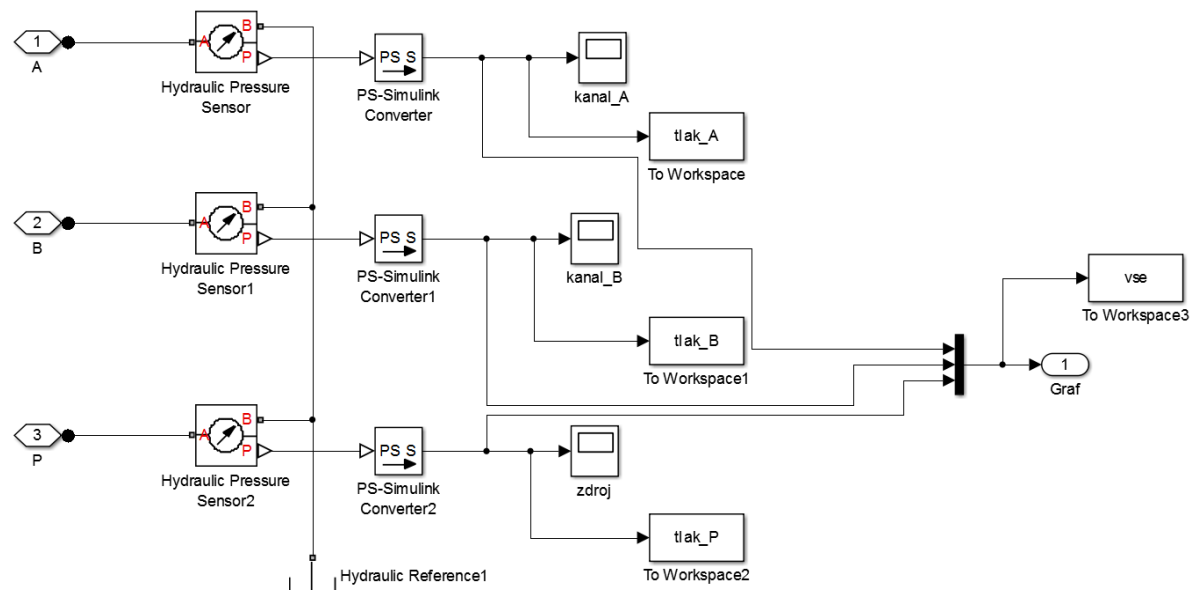 1
A
A
B
P
Hydraulic Pressure
Sensor
PS S
PS-Simulink
Converter
kanal_A
tlak_A
To Workspace
2
B
A
B
P
Hydraulic Pressure
Sensor1
PS S
PS-Simulink
Converter1
kanal_B
tlak_B
To Workspace1
vse
To Workspace3
1
Graf
3
P
A
B
P
Hydraulic Pressure
Sensor2
PS S
PS-Simulink
Converter2
zdroj
tlak_P
To Workspace2
Hydraulic Reference1